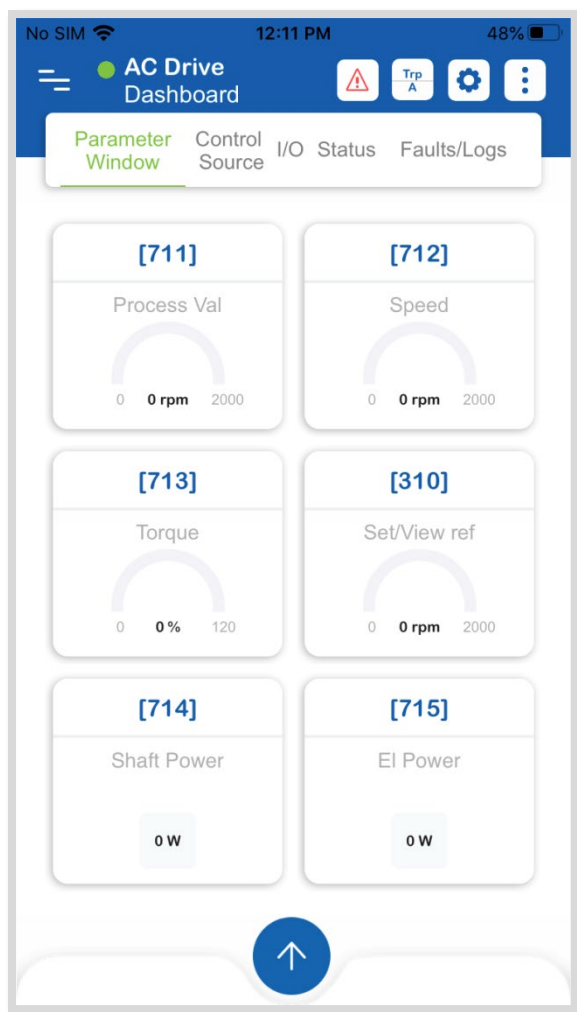 No SIM 12:11 PM 48%
AC Drive
Dashboard
Trp
A
Parameter
Window
Control
Source
I/O
Status
Faults/Logs
[711]
Process Val
0 0 rpm 2000
[712]
Speed
0 0 rpm 2000
[713]
Torque
0 0 % 120
[310]
Set/View ref
0 0 rpm 2000
[714]
Shaft Power
0 W
[715]
El Power
0 W